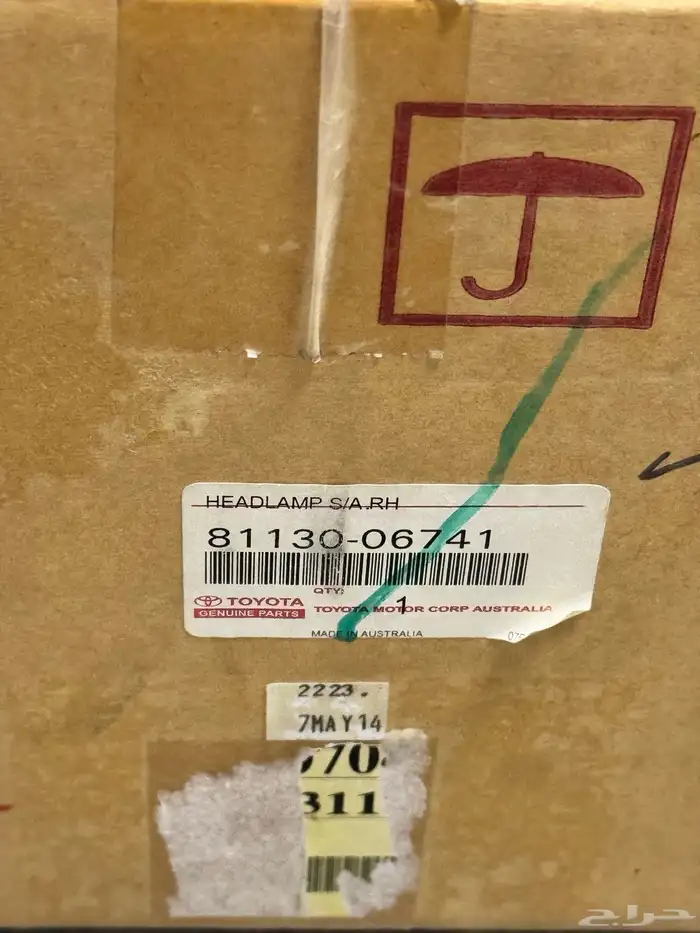 HEADLAMP S/A.RH
81130-06741
QTY:
1
TOYOTA
GENUINE PARTS
TOYOTA MOTOR CORP AUSTRALIA
MADE IN AUSTRALIA
2223.
7MAY14
311
حراج